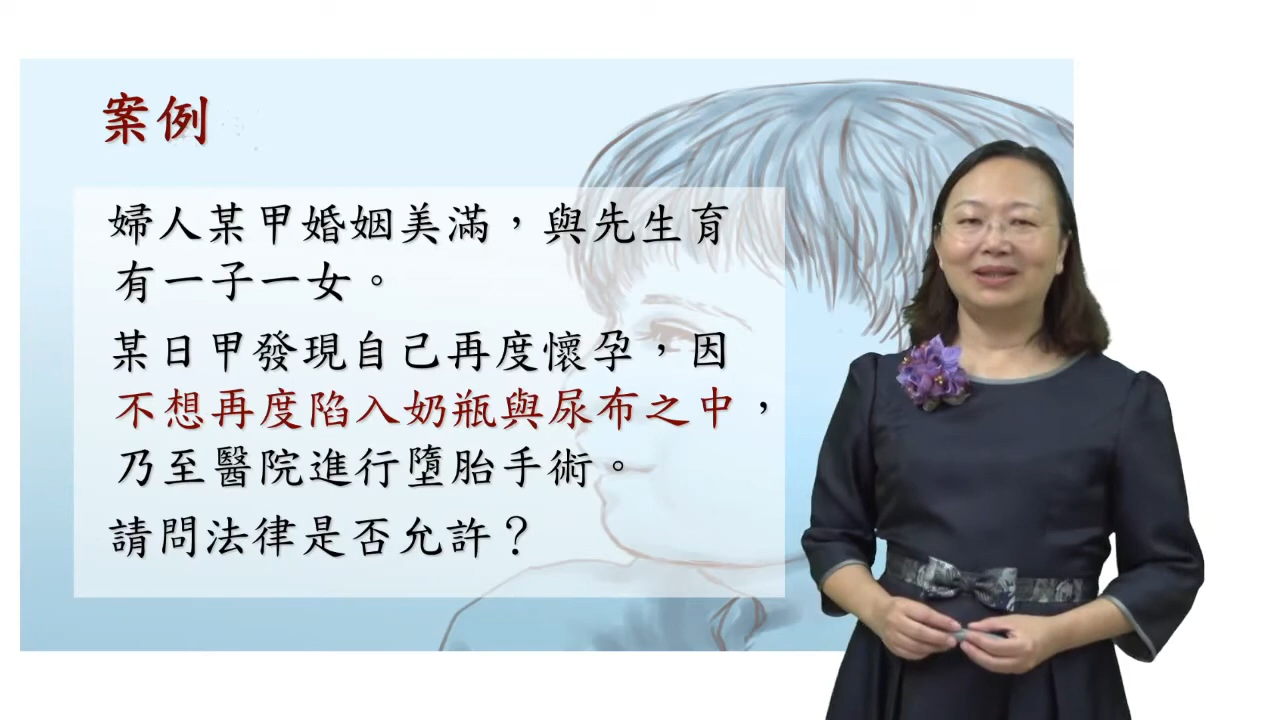 案例
婦人某甲婚姻美滿，與先生育
有一子一女。
某日甲發現自己再度懷孕，因
不想再度陷入奶瓶與尿布之中，
乃至醫院進行墮胎手術。
請問法律是否允許？